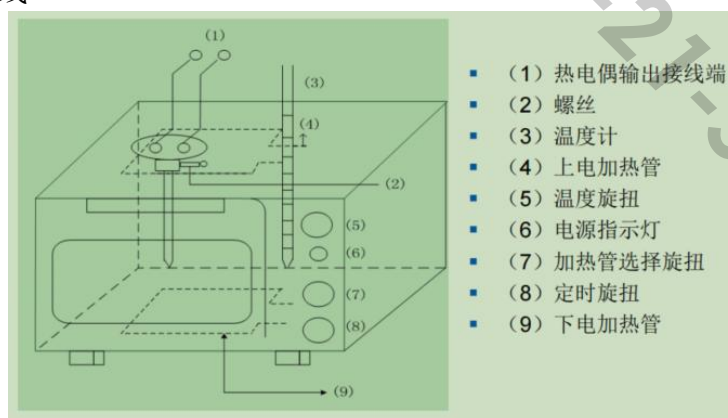 (1)
(3)
(4)
(2)
(5)
(6)
(7)
(8)
(9)
（1）热电偶输出接线端
（2）螺丝
（3）温度计
（4）上电加热管
（5）温度旋扭
（6）电源指示灯
（7）加热管选择旋扭
（8）定时旋扭
（9）下电加热管